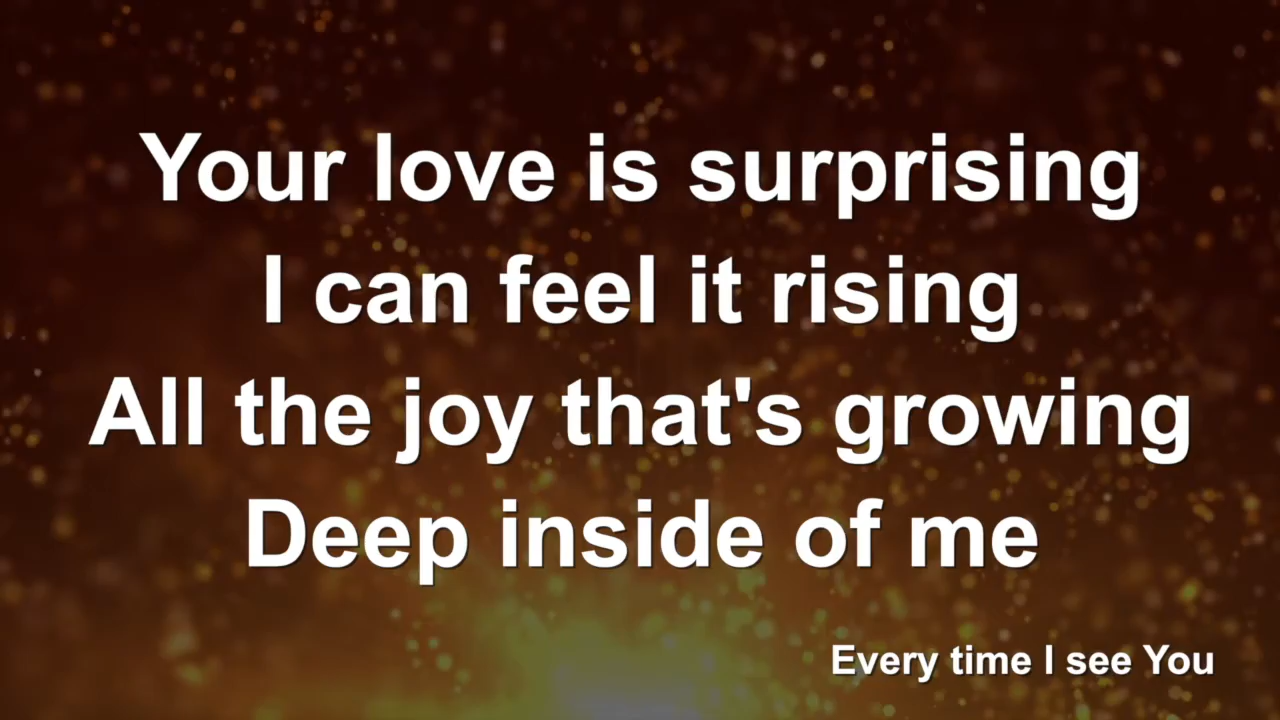 Your love is surprising
I can feel it rising
All the joy that's growing
Deep inside of me
Every time I see You